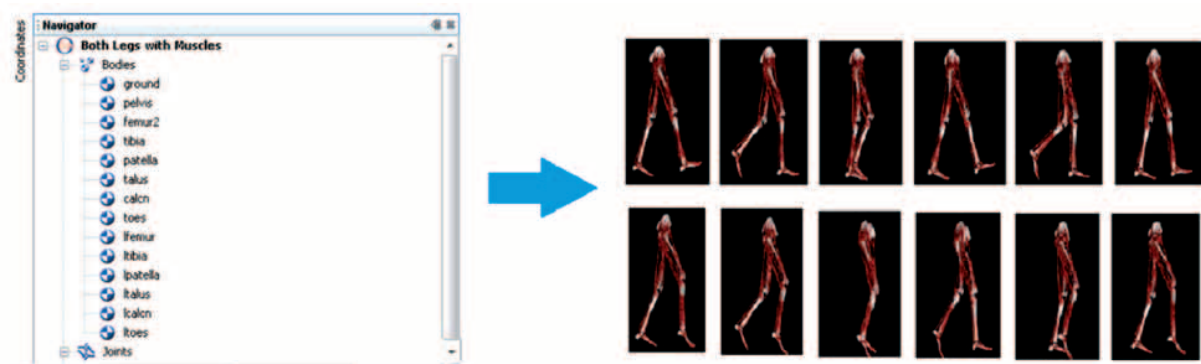 Coordinates
Navigator
Both Legs with Muscles
Bodies
ground
pelvis
femur2
tibia
patella
talus
calcn
toes
lfemur
ltibia
lpatella
ltalus
lcalcn
ltoes
Joints